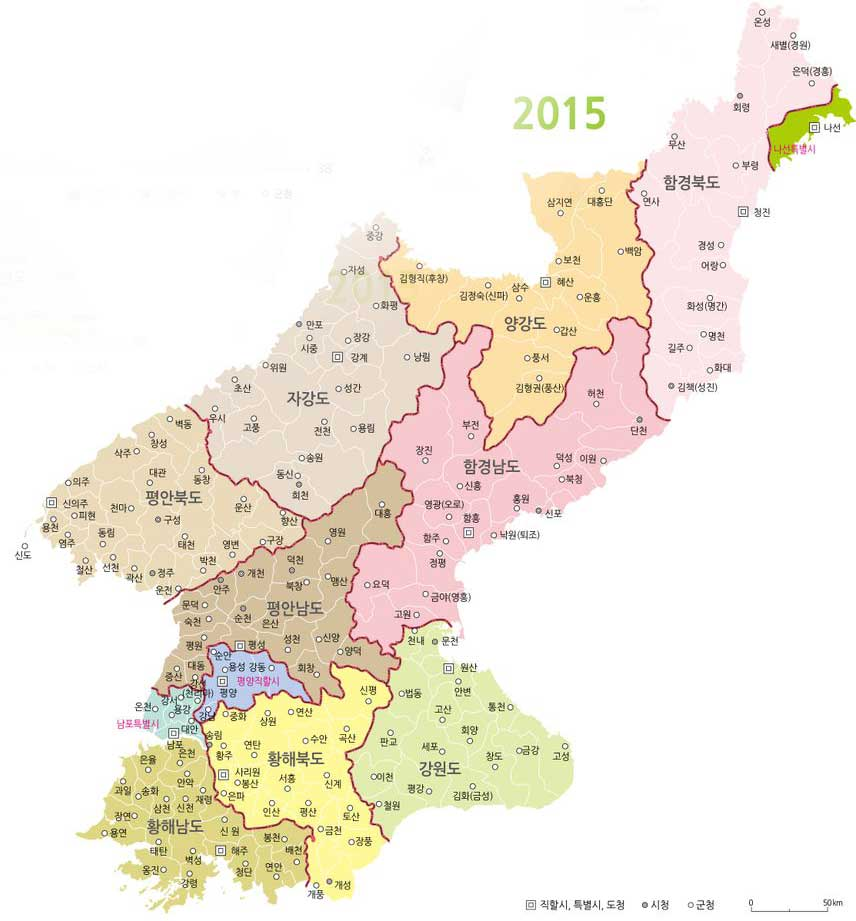 2015
온성
새별(경원)
은덕(경흥)
회령
나선
나선특별시
무산
부령
함경북도
연사
청진
경성
어랑
화성(명간)
명천
길주
화대
김책(성진)
삼지연
대홍단
백암
보천
혜산
김형직(후창)
김정숙(신파)
삼수
운흥
양강도
갑산
풍서
김형권(풍산)
중강
자성
화평
만포
시중
장강
강계
낭림
위원
초산
성간
자강도
우시
고풍
전천
용림
송원
동신
희천
허천
단천
부전
장진
함경남도
덕성
이원
북청
신흥
홍원
신포
영광(오로)
함흥
낙원(퇴조)
함주
정평
요덕
금야(영흥)
고원
벽동
창성
삭주
대관
동창
의주
평안북도
신의주
피현
천마
구성
운산
향산
용천
염주
동림
태천
영변
구장
신도
철산
선천
곽산
정주
박천
운전
대흥
영원
덕천
개천
안주
북창
맹산
문덕
숙천
순천
은산
평안남도
평원
평성
성천
신양
양덕
증산
대동
회창
순안
용성
강동
평양직할시
평양
강남
강선
(천리마)
강서
온천
용강
대안
남포특별시
남포
천내
문천
원산
법동
안변
통천
고산
판교
세포
회양
금강
고성
창도
강원도
이천
평강
김화(금성)
철원
신평
중화
상원
연산
송림
황주
연탄
수안
곡산
황해북도
사리원
봉산
은파
서흥
신계
인산
평산
토산
금천
장풍
개풍
개성
은율
은천
안악
과일
송화
삼천
신천
재령
장연
황해남도
신원
용연
태탄
벽성
해주
봉천
배천
옹진
강령
청단
연안
직할시, 특별시, 도청
시청
군청
0
50km